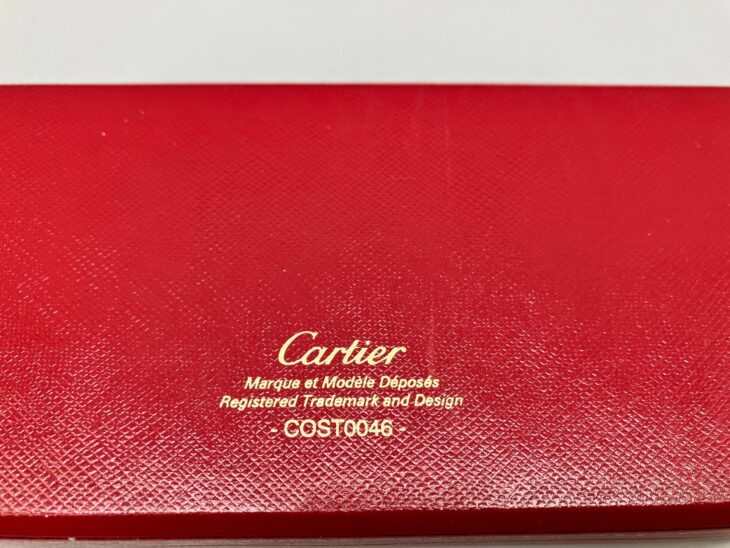 Cartier
Marque et Modèle Déposés
Registered Trademark and Design
- COST0046 -